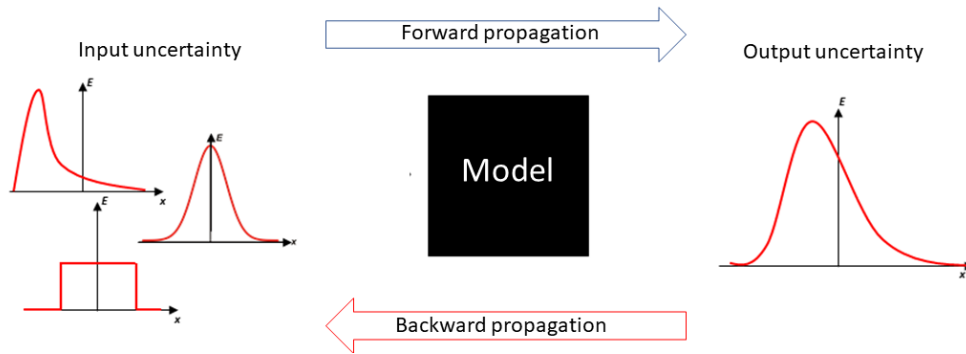 Forward propagation
Input uncertainty
Output uncertainty
E
x
E
x
E
x
Model
E
x
Backward propagation